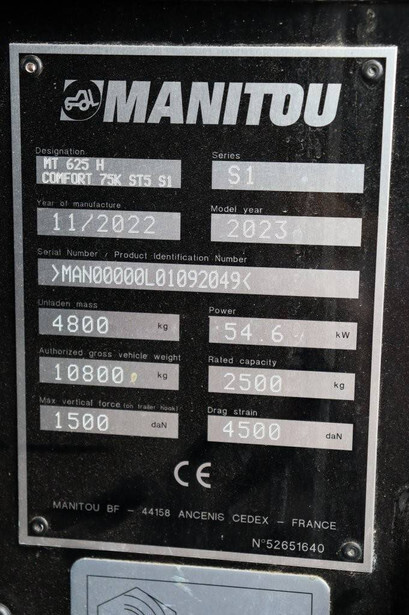 MANITOU
Designation
MT 625 H
COMFORT 75K ST5 S1
Series
S1
Year of manufacture
11/2022
Model year
2023
Serial Number / Product Identification Number
>MAN00000L01092049<
Unladen mass
4800 kg
Power
54.6 kW
Authorized gross vehicle weight
10800 kg
Rated capacity
2500 kg
Max vertical force (on trailer hook)
1500 daN
Drag strain
4500 daN
CE
MANITOU BF - 44158 ANCENIS CEDEX - FRANCE
N°52651640